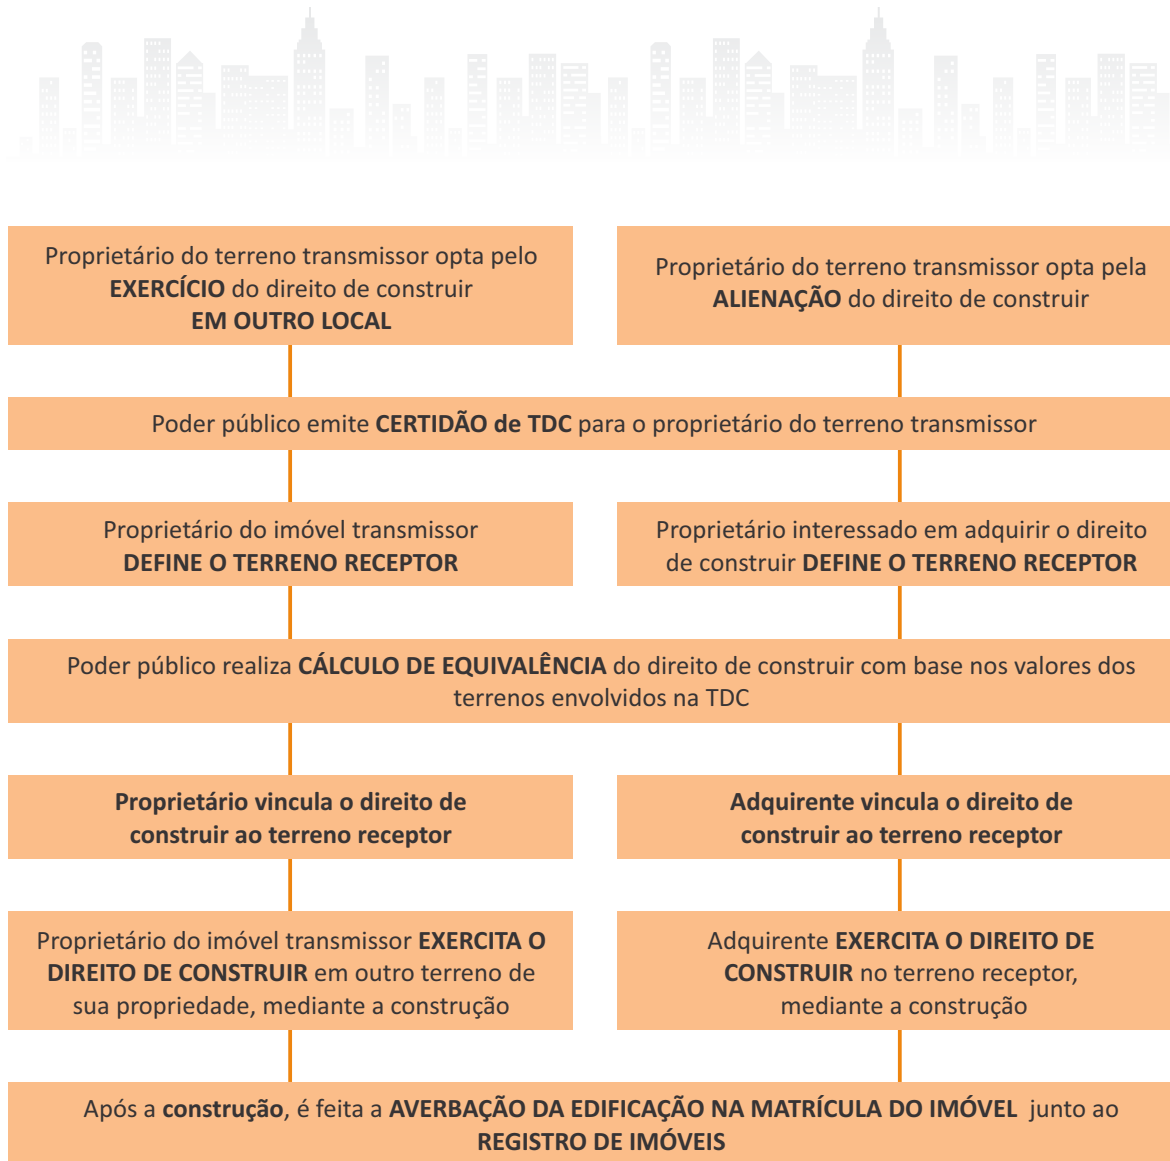 Proprietário do terreno transmissor opta pelo
EXERCÍCIO do direito de construir
EM OUTRO LOCAL
Proprietário do terreno transmissor opta pela
ALIENAÇÃO do direito de construir
Poder público emite CERTIDÃO de TDC para o proprietário do terreno transmissor
Proprietário do imóvel transmissor
DEFINE O TERRENO RECEPTOR
Proprietário interessado em adquirir o direito
de construir DEFINE O TERRENO RECEPTOR
Poder público realiza CÁLCULO DE EQUIVALÊNCIA do direito de construir com base nos valores dos
terrenos envolvidos na TDC
Proprietário vincula o direito de
construir ao terreno receptor
Adquirente vincula o direito de
construir ao terreno receptor
Proprietário do imóvel transmissor EXERCITA O
DIREITO DE CONSTRUIR em outro terreno de
sua propriedade, mediante a construção
Adquirente EXERCITA O DIREITO DE
CONSTRUIR no terreno receptor,
mediante a construção
Após a construção, é feita a AVERBAÇÃO DA EDIFICAÇÃO NA MATRÍCULA DO IMÓVEL junto ao
REGISTRO DE IMÓVEIS